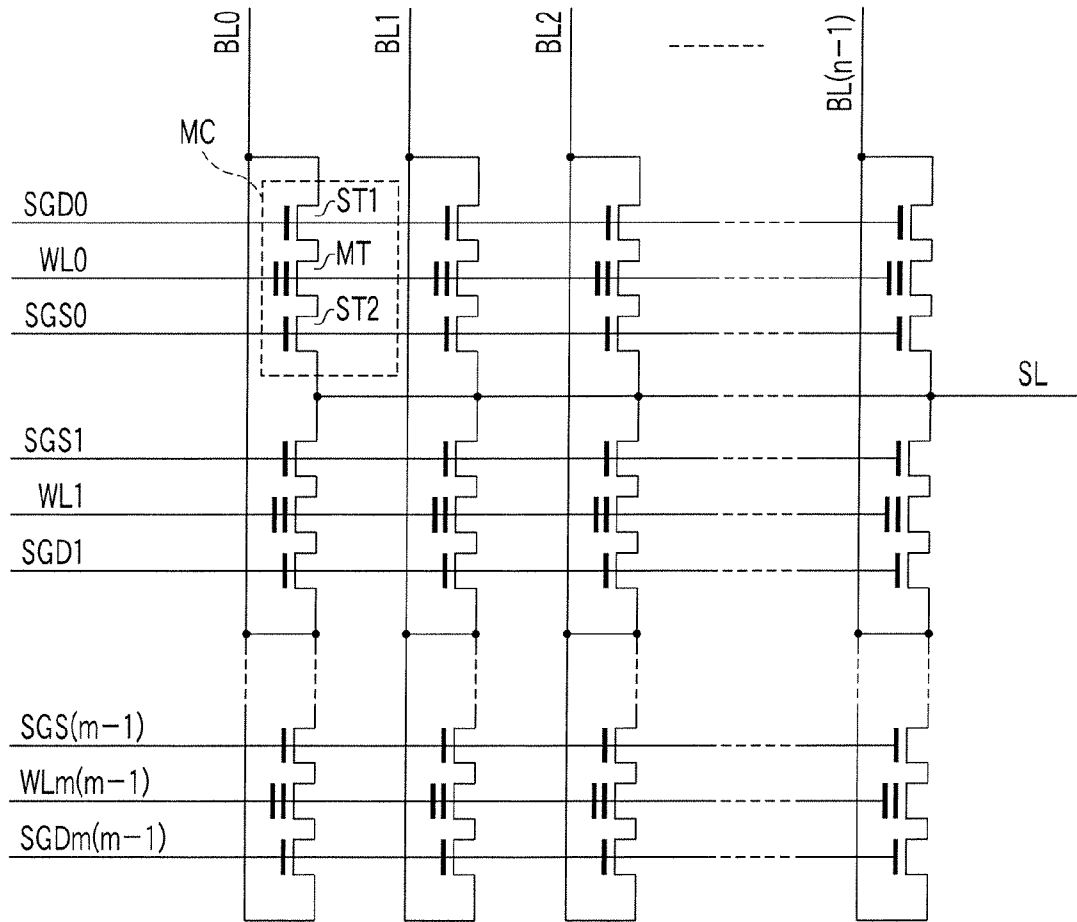 BL0
BL1
BL2
BL(n-1)
MC
SGD0
ST1
WL0
MT
SGS0
ST2
SL
SGS1
WL1
SGD1
SGS(m-1)
WLm(m-1)
SGDm(m-1)